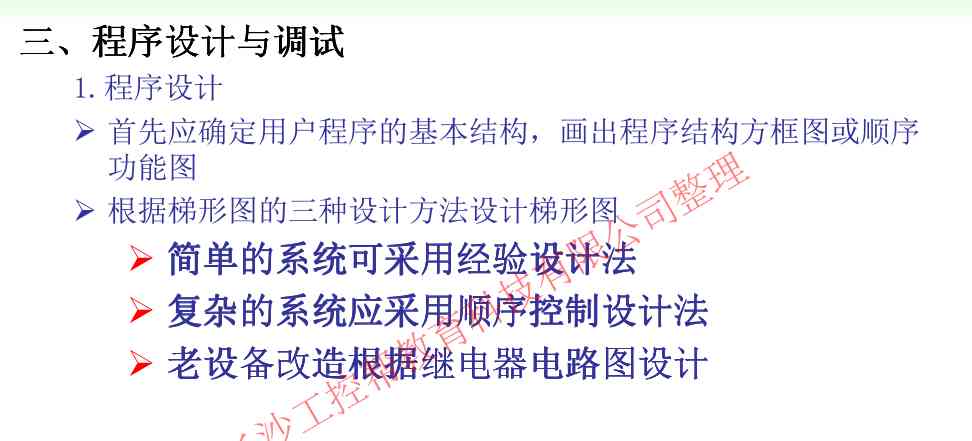 三、程序设计与调试
1.程序设计
➢ 首先应确定用户程序的基本结构，画出程序结构方框图或顺序
功能图
➢ 根据梯形图的三种设计方法设计梯形图
➢ 简单的系统可采用经验设计法
➢ 复杂的系统应采用顺序控制设计法
➢ 老设备改造根据继电器电路图设计
沙工控帮教育科技有限公司整理